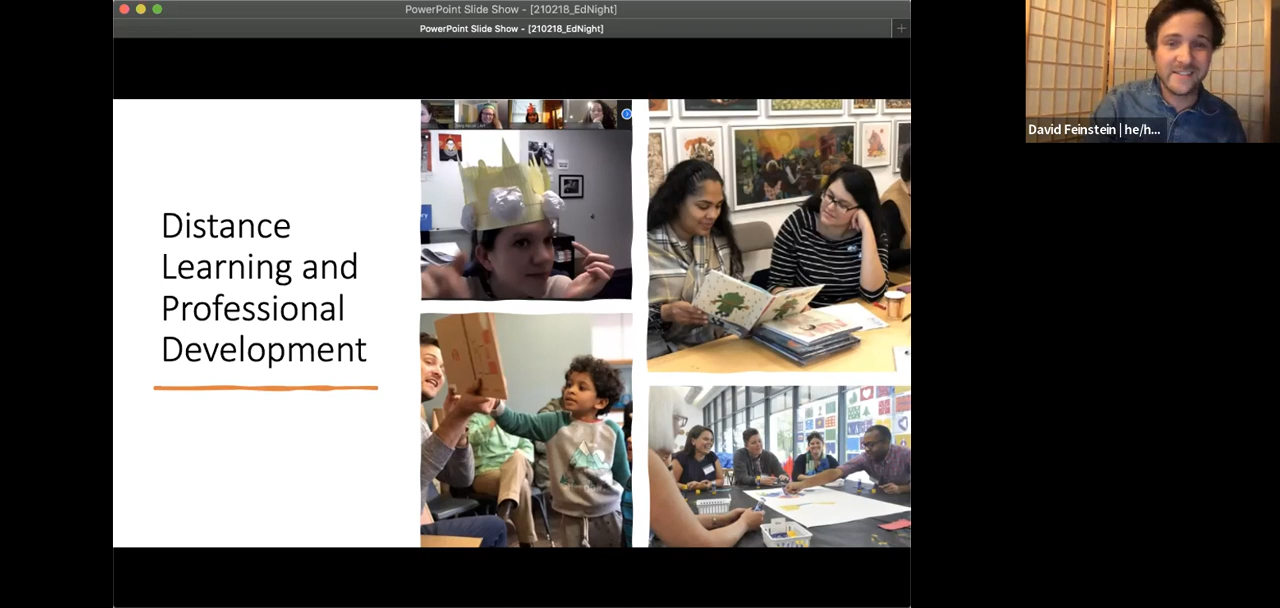 PowerPoint Slide Show - [210218_EdNight]
PowerPoint Slide Show - [210218_EdNight]
David Feinstein | he/h...
Distance
Learning and
Professional
Development